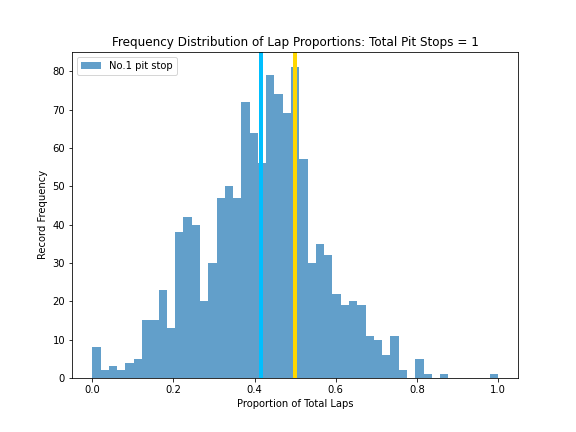 Frequency Distribution of Lap Proportions: Total Pit Stops = 1
No.1 pit stop
80
70
60
50
40
30
20
10
0
Record Frequency
0.0 0.2 0.4 0.6 0.8 1.0
Proportion of Total Laps